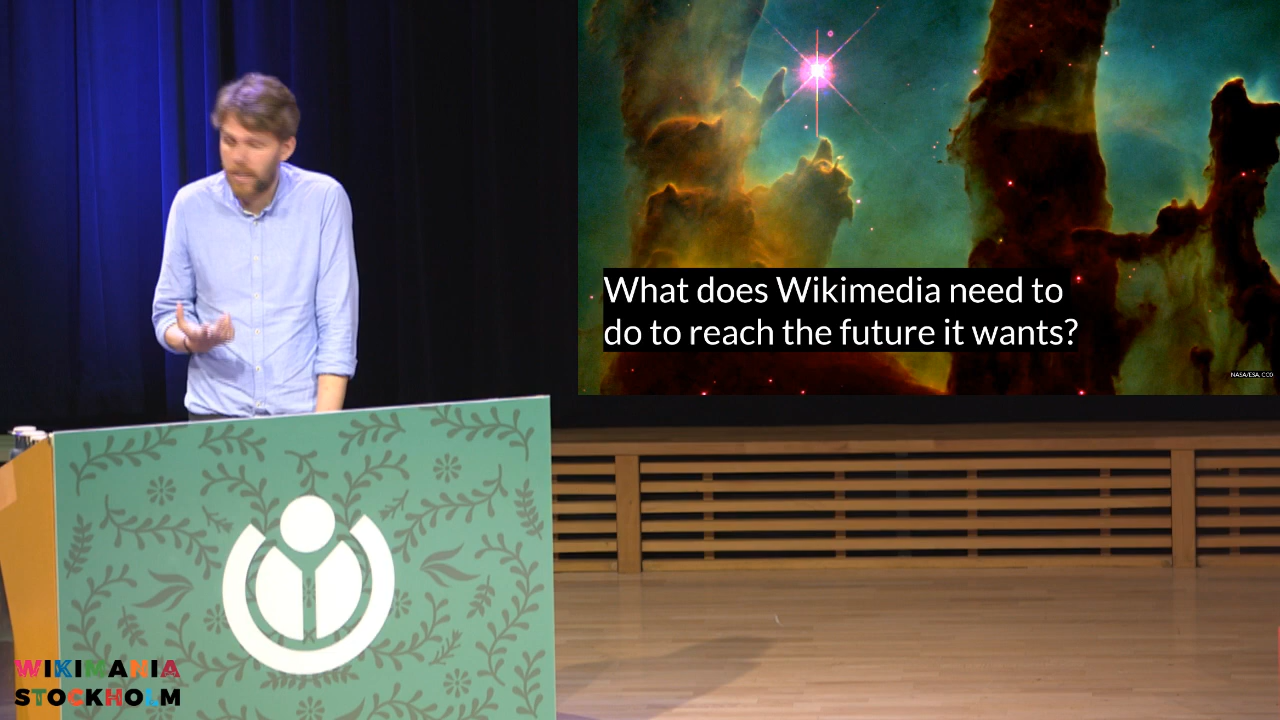 What does Wikimedia need to
do to reach the future it wants?
NASA/ESA, CC0
WIKIMANIA
STOCKHOLM